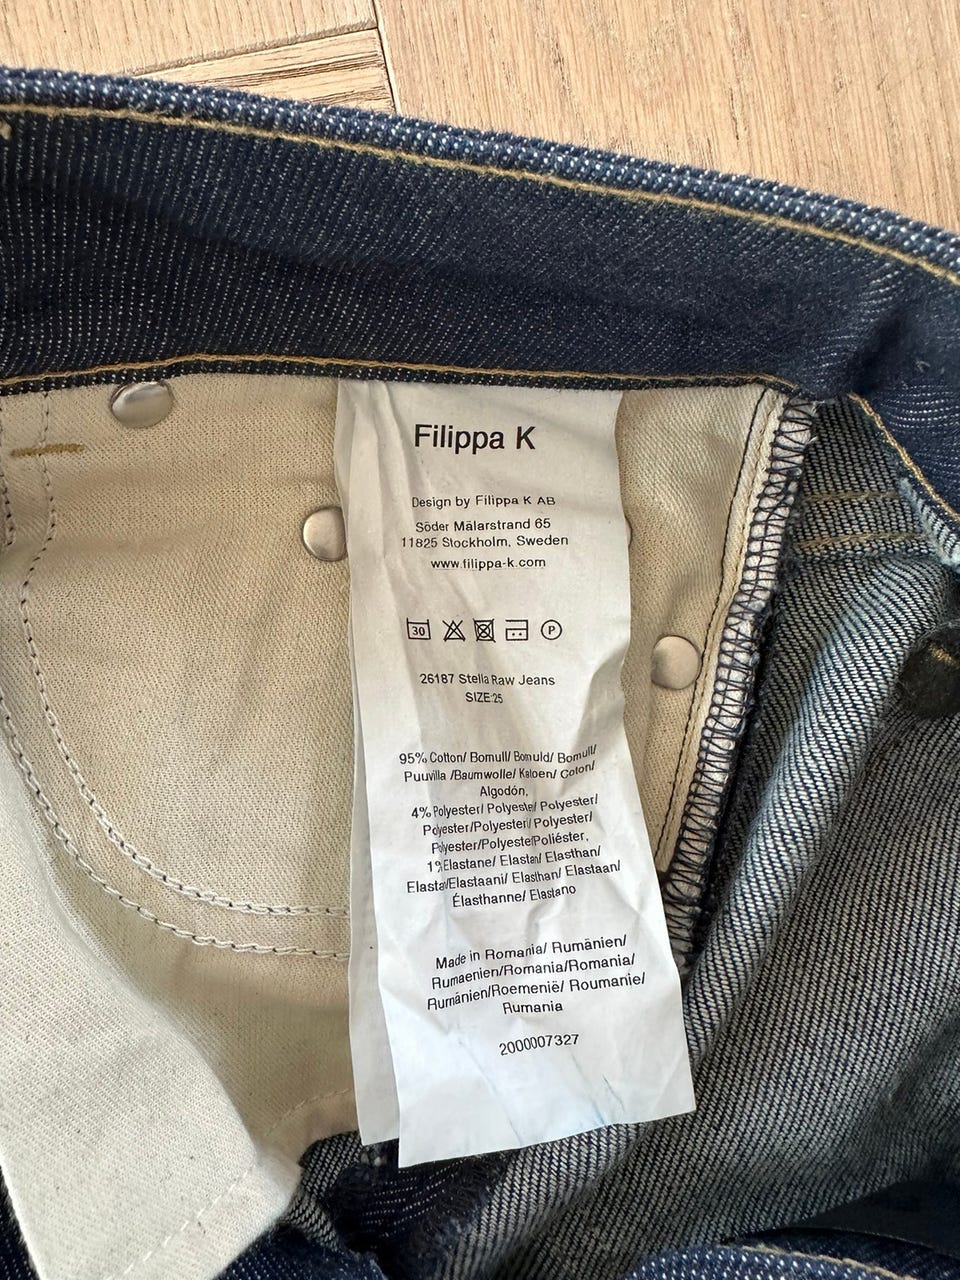 Filippa K
Design by Filippa K AB
Söder Mälarstrand 65
11825 Stockholm, Sweden
www.filippa-k.com
30 P
26187 Stella Raw Jeans
SIZE:25
95% Cotton/ Bomull/ Bomuld/ Bomull/
Puuvilla /Baumwolle/ Katoen/ Coton/
Algodón,
4% Polyester/ Polyester/ Polyester/
Polyester/Polyesteri/ Polyester/
Polyester/Polyester/Poliéster,
1%Elastane/ Elastan/ Elasthan/
Elastan/Elastaani/ Elasthan/ Elastaan/
Élasthanne/ Elastano
Made in Romania/ Rumänien/
Rumaenien/Romania/Romania/
Rumänien/Roemenië/ Roumanie/
Rumania
2000007327